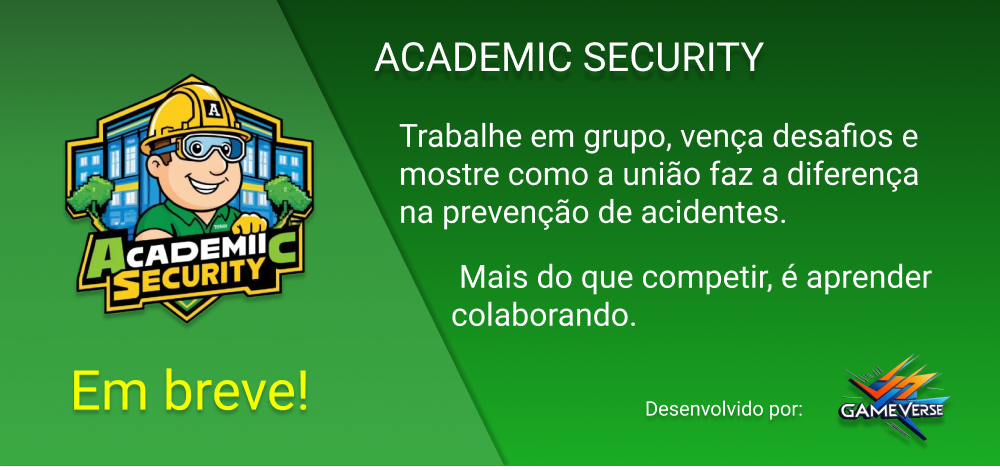 ACADEMIC SECURITY
Trabalhe em grupo, vença desafios e
mostre como a união faz a diferença
na prevenção de acidentes.
Mais do que competir, é aprender
colaborando.
A
ACADEMIIC
SECURITY
Em breve!
Desenvolvido por:
GAMEVERSE